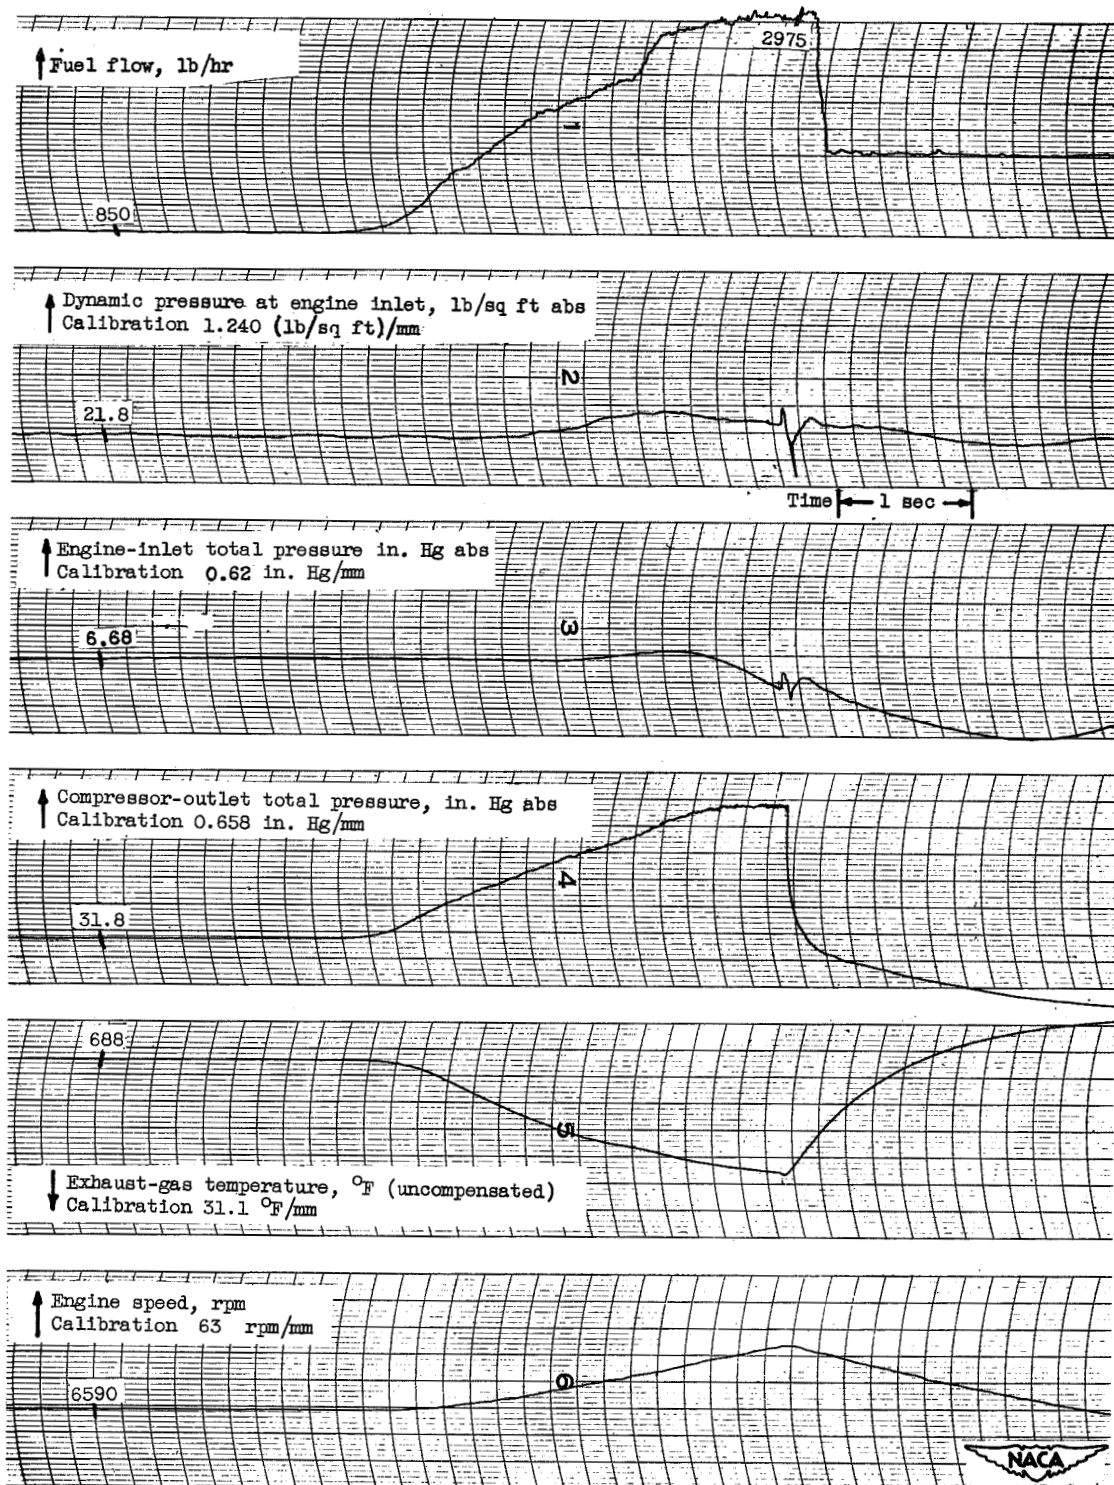 2975
↑ Fuel flow, lb/hr
1
850
↑ Dynamic pressure at engine inlet, lb/sq ft abs
Calibration 1.240 (lb/sq ft)/mm
2
21.8
Time |← 1 sec →|
↑ Engine-inlet total pressure in. Hg abs
Calibration 0.62 in. Hg/mm
3
6.68
↑ Compressor-outlet total pressure, in. Hg abs
Calibration 0.658 in. Hg/mm
4
31.8
688
5
↓ Exhaust-gas temperature, °F (uncompensated)
Calibration 31.1 °F/mm
↑ Engine speed, rpm
Calibration 63 rpm/mm
6
6590
NACA